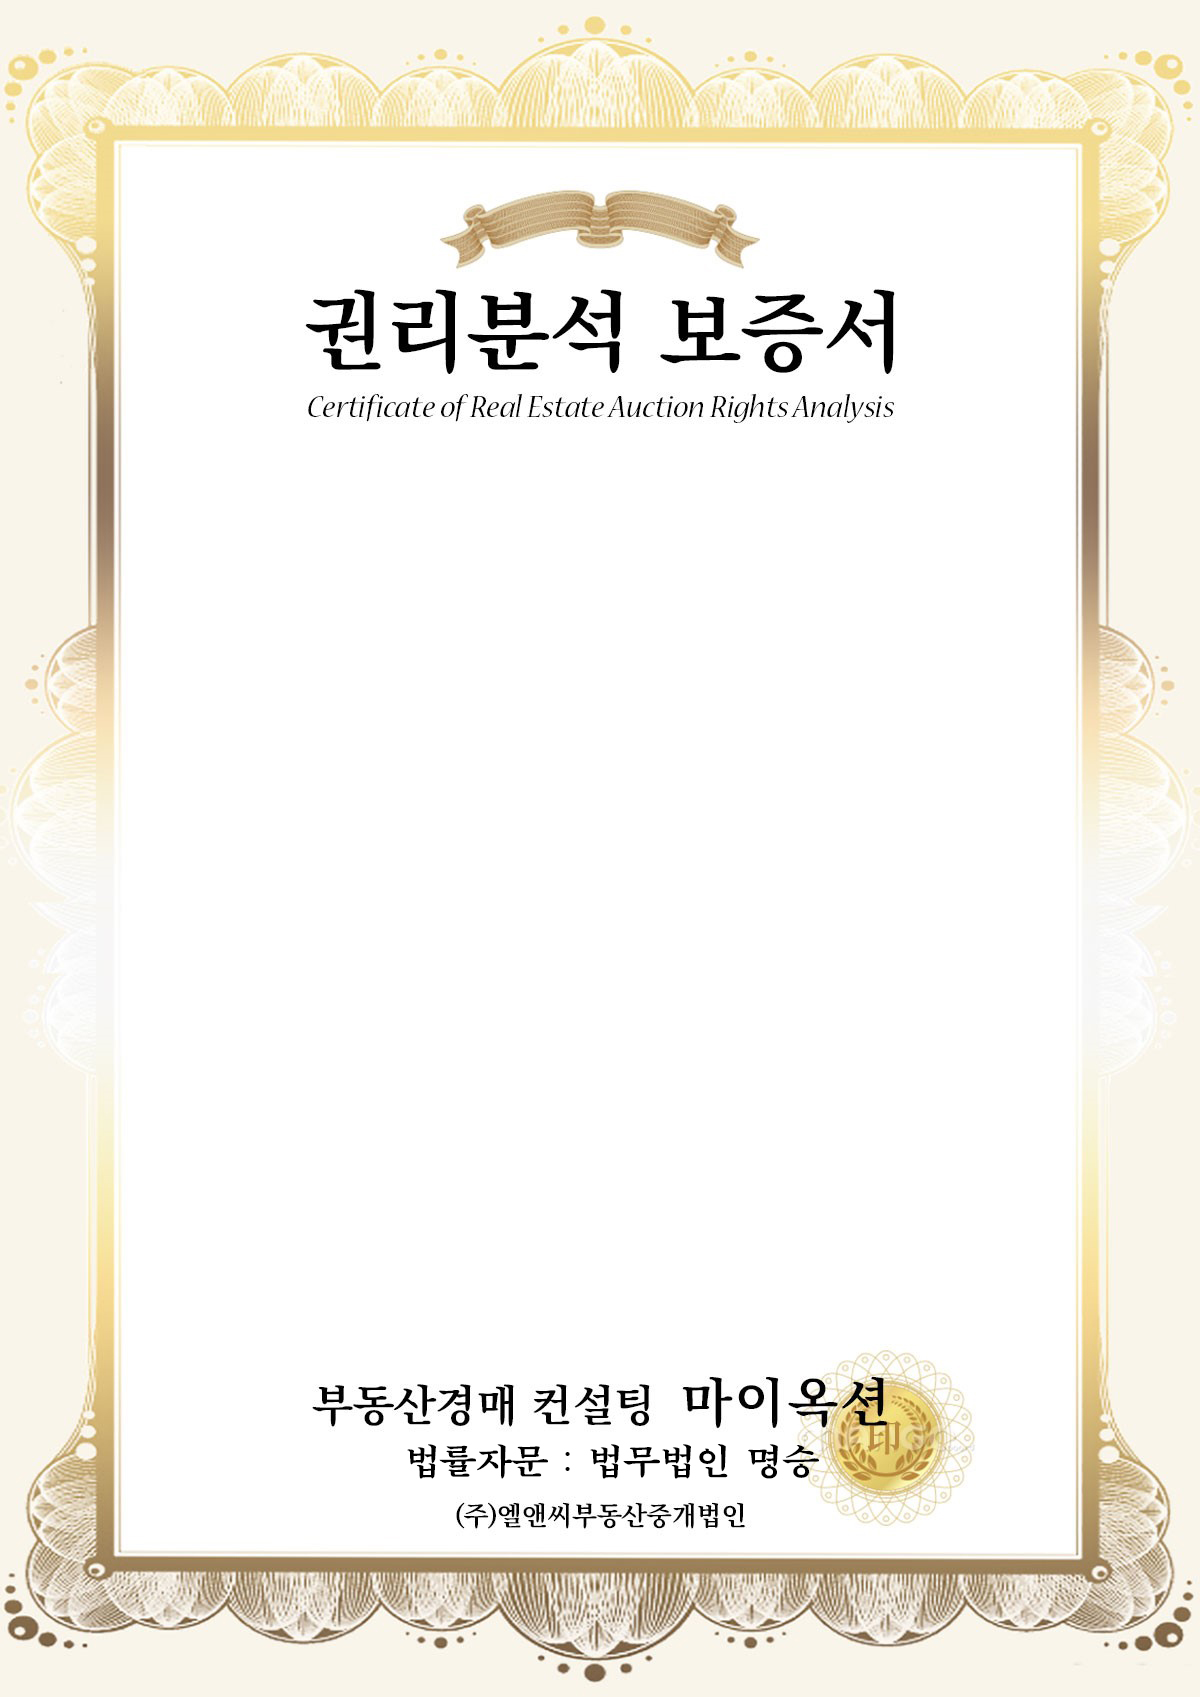 권리분석 보증서
Certificate of Real Estate Auction Rights Analysis
부동산경매 컨설팅 마이옥션
印
법률자문 : 법무법인 명승
(주)엘앤씨부동산중개법인